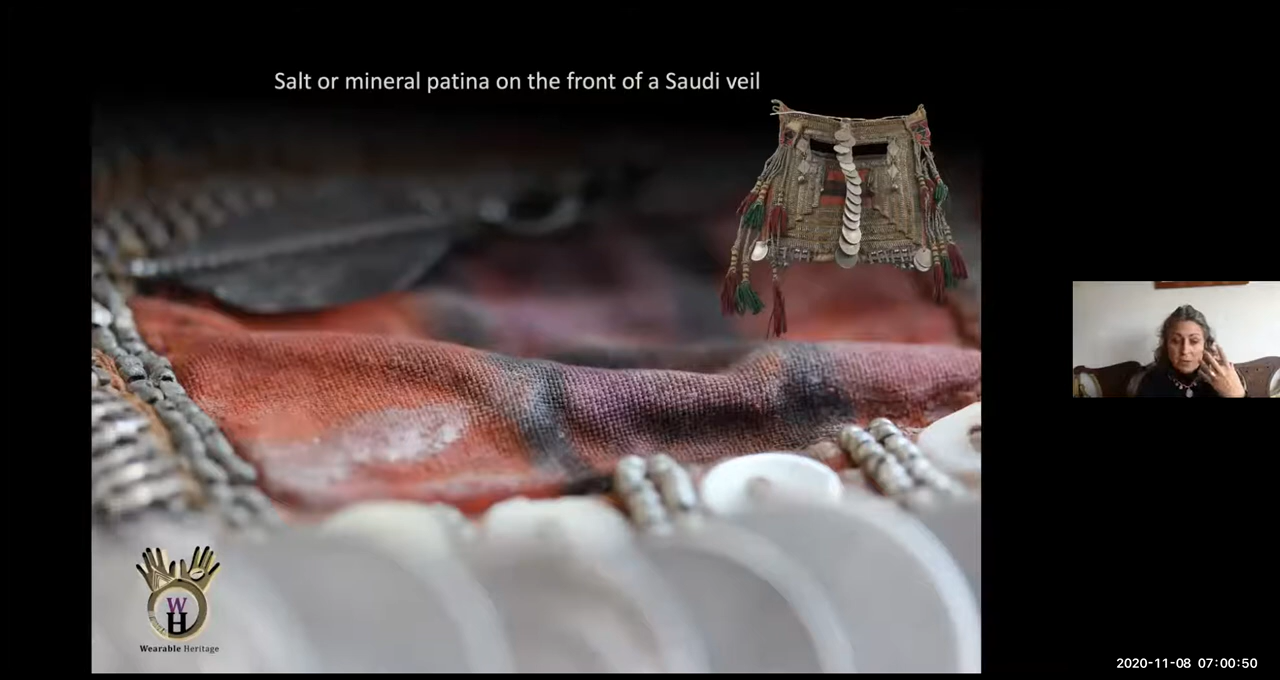 Salt or mineral patina on the front of a Saudi veil
W
H
Wearable Heritage
2020-11-08 07:00:50